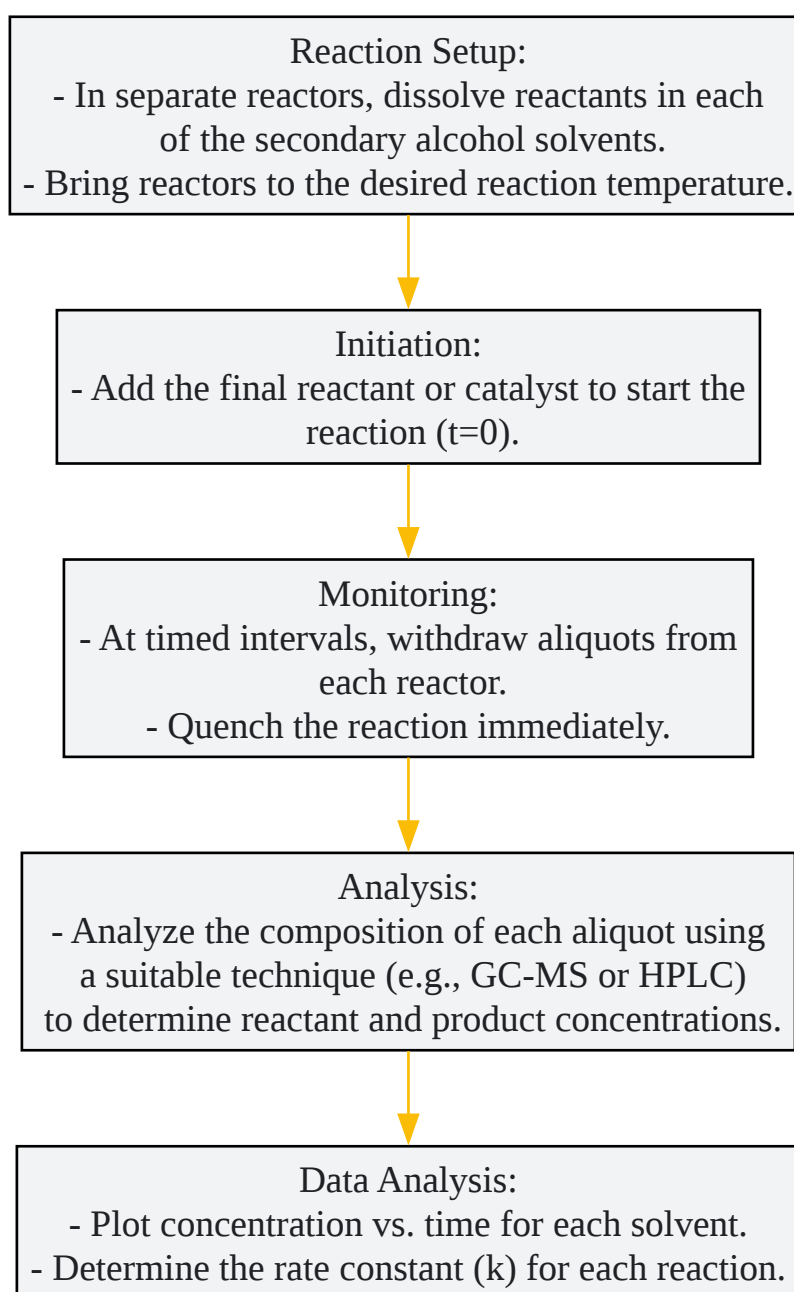 Reaction Setup:
- In separate reactors, dissolve reactants in each
of the secondary alcohol solvents.
- Bring reactors to the desired reaction temperature.
Initiation:
- Add the final reactant or catalyst to start the
reaction (t=0).
Monitoring:
- At timed intervals, withdraw aliquots from
each reactor.
- Quench the reaction immediately.
Analysis:
- Analyze the composition of each aliquot using
a suitable technique (e.g., GC-MS or HPLC)
to determine reactant and product concentrations.
Data Analysis:
- Plot concentration vs. time for each solvent.
- Determine the rate constant (k) for each reaction.